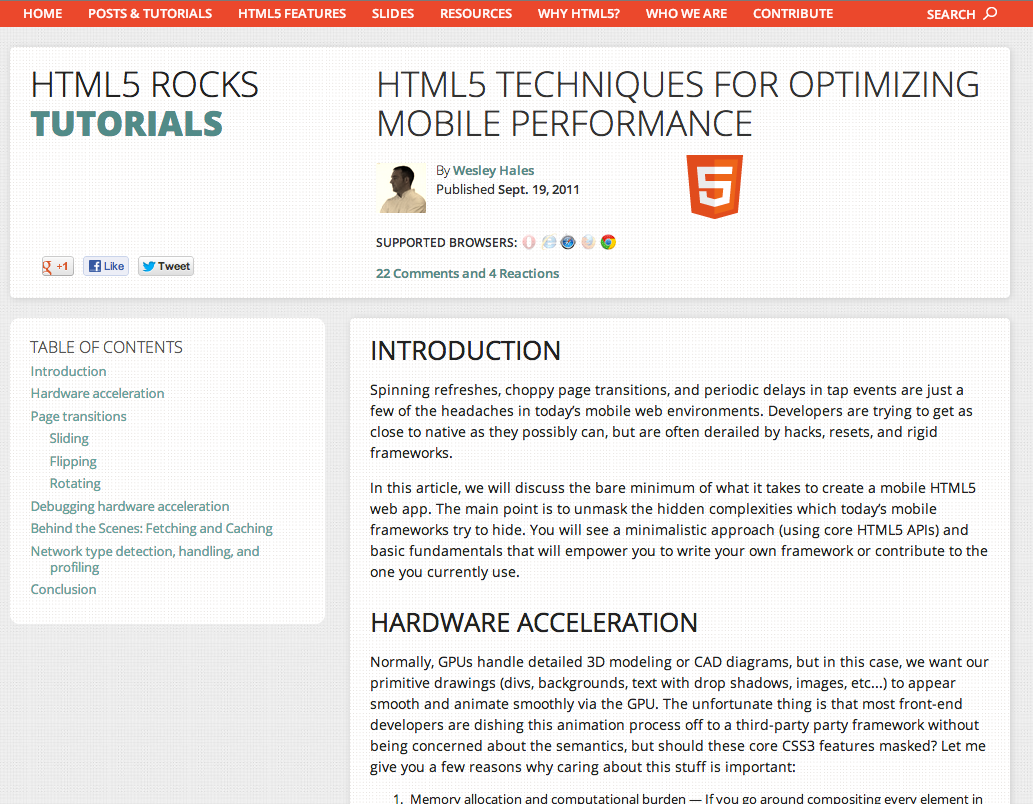 HOME POSTS & TUTORIALS HTML5 FEATURES SLIDES RESOURCES WHY HTML5? WHO WE ARE CONTRIBUTE SEARCH
HTML5 ROCKS
TUTORIALS
HTML5 TECHNIQUES FOR OPTIMIZING
MOBILE PERFORMANCE
By Wesley Hales
Published Sept. 19, 2011
5
SUPPORTED BROWSERS:
22 Comments and 4 Reactions
g +1 f Like Tweet
TABLE OF CONTENTS
Introduction
Hardware acceleration
Page transitions
Sliding
Flipping
Rotating
Debugging hardware acceleration
Behind the Scenes: Fetching and Caching
Network type detection, handling, and
profiling
Conclusion
INTRODUCTION
Spinning refreshes, choppy page transitions, and periodic delays in tap events are just a
few of the headaches in today's mobile web environments. Developers are trying to get as
close to native as they possibly can, but are often derailed by hacks, resets, and rigid
frameworks.
In this article, we will discuss the bare minimum of what it takes to create a mobile HTML5
web app. The main point is to unmask the hidden complexities which today's mobile
frameworks try to hide. You will see a minimalistic approach (using core HTML5 APIs) and
basic fundamentals that will empower you to write your own framework or contribute to the
one you currently use.
HARDWARE ACCELERATION
Normally, GPUs handle detailed 3D modeling or CAD diagrams, but in this case, we want our
primitive drawings (divs, backgrounds, text with drop shadows, images, etc...) to appear
smooth and animate smoothly via the GPU. The unfortunate thing is that most front-end
developers are dishing this animation process off to a third-party party framework without
being concerned about the semantics, but should these core CSS3 features masked? Let me
give you a few reasons why caring about this stuff is important:
1. Memory allocation and computational burden — If you go around compositing every element in